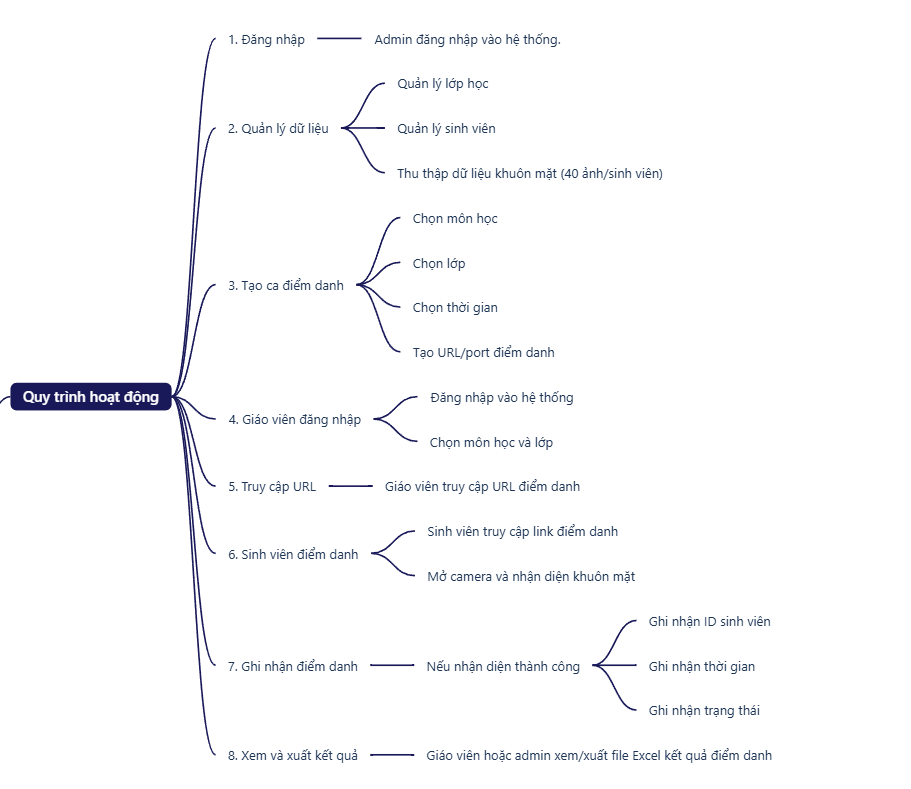 Quy trình hoạt động
1. Đăng nhập
Admin đăng nhập vào hệ thống.
2. Quản lý dữ liệu
Quản lý lớp học
Quản lý sinh viên
Thu thập dữ liệu khuôn mặt (40 ảnh/sinh viên)
3. Tạo ca điểm danh
Chọn môn học
Chọn lớp
Chọn thời gian
Tạo URL/port điểm danh
4. Giáo viên đăng nhập
Đăng nhập vào hệ thống
Chọn môn học và lớp
5. Truy cập URL
Giáo viên truy cập URL điểm danh
6. Sinh viên điểm danh
Sinh viên truy cập link điểm danh
Mở camera và nhận diện khuôn mặt
7. Ghi nhận điểm danh
Nếu nhận diện thành công
Ghi nhận ID sinh viên
Ghi nhận thời gian
Ghi nhận trạng thái
8. Xem và xuất kết quả
Giáo viên hoặc admin xem/xuất file Excel kết quả điểm danh